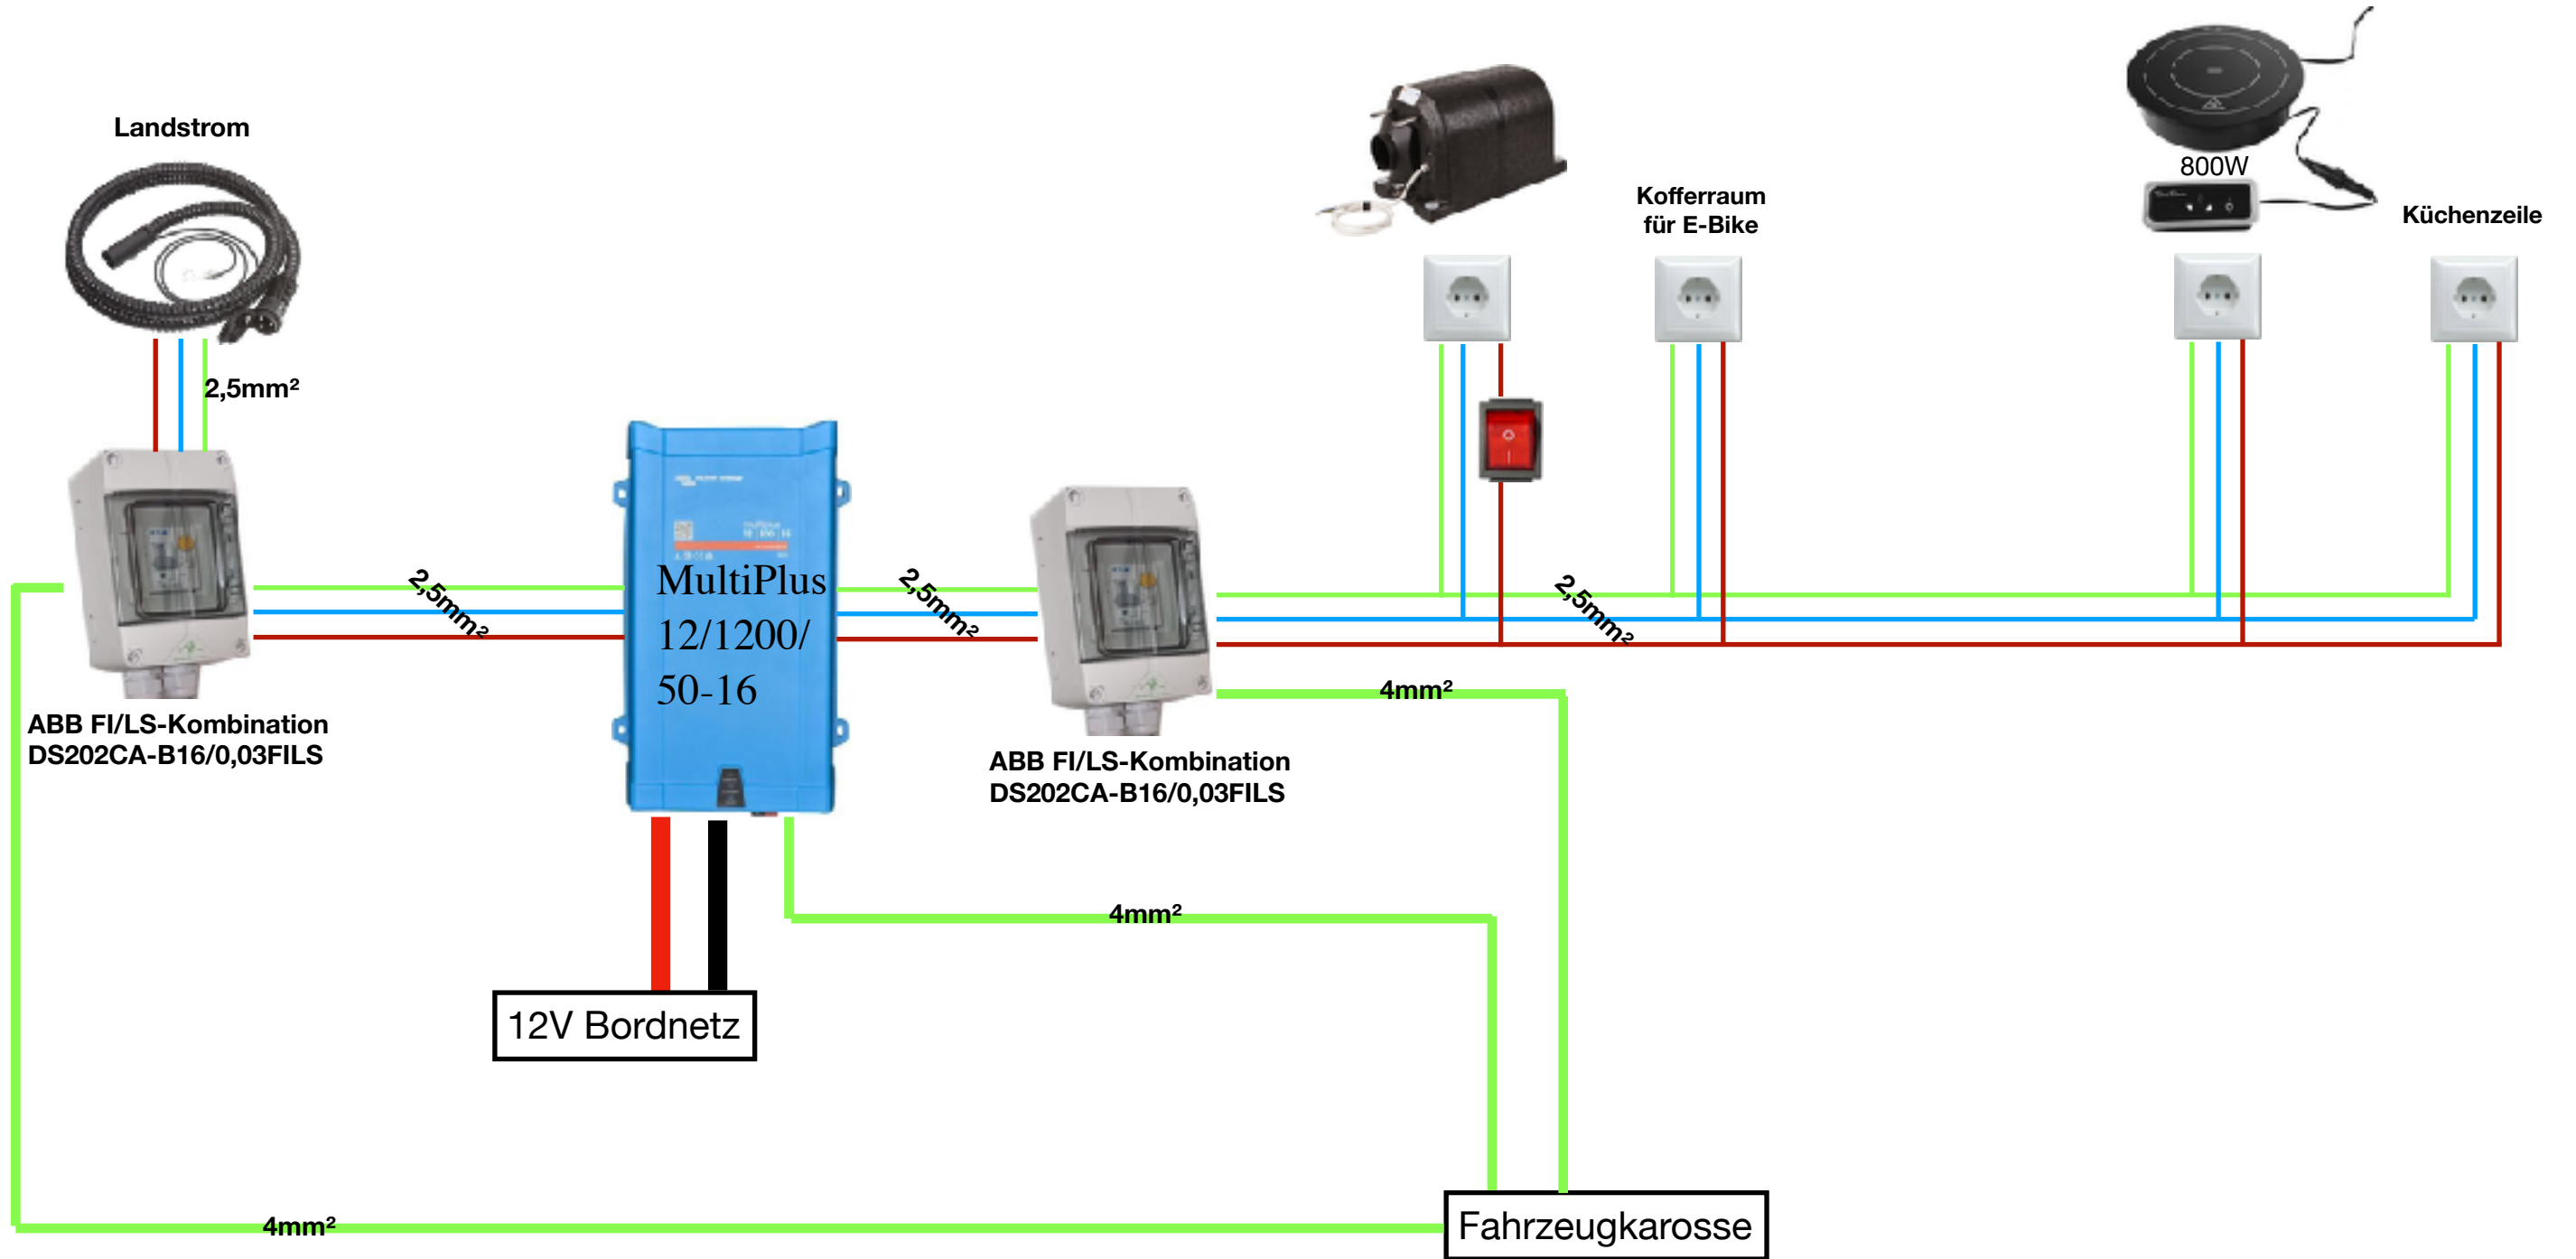 Landstrom
2,5mm²
Kofferraum
für E-Bike
800W
Küchenzeile
2,5mm²
MultiPlus
12/1200/
50-16
2,5mm²
2,5mm²
ABB FI/LS-Kombination
DS202CA-B16/0,03FILS
ABB FI/LS-Kombination
DS202CA-B16/0,03FILS
4mm²
4mm²
12V Bordnetz
4mm²
Fahrzeugkarosse